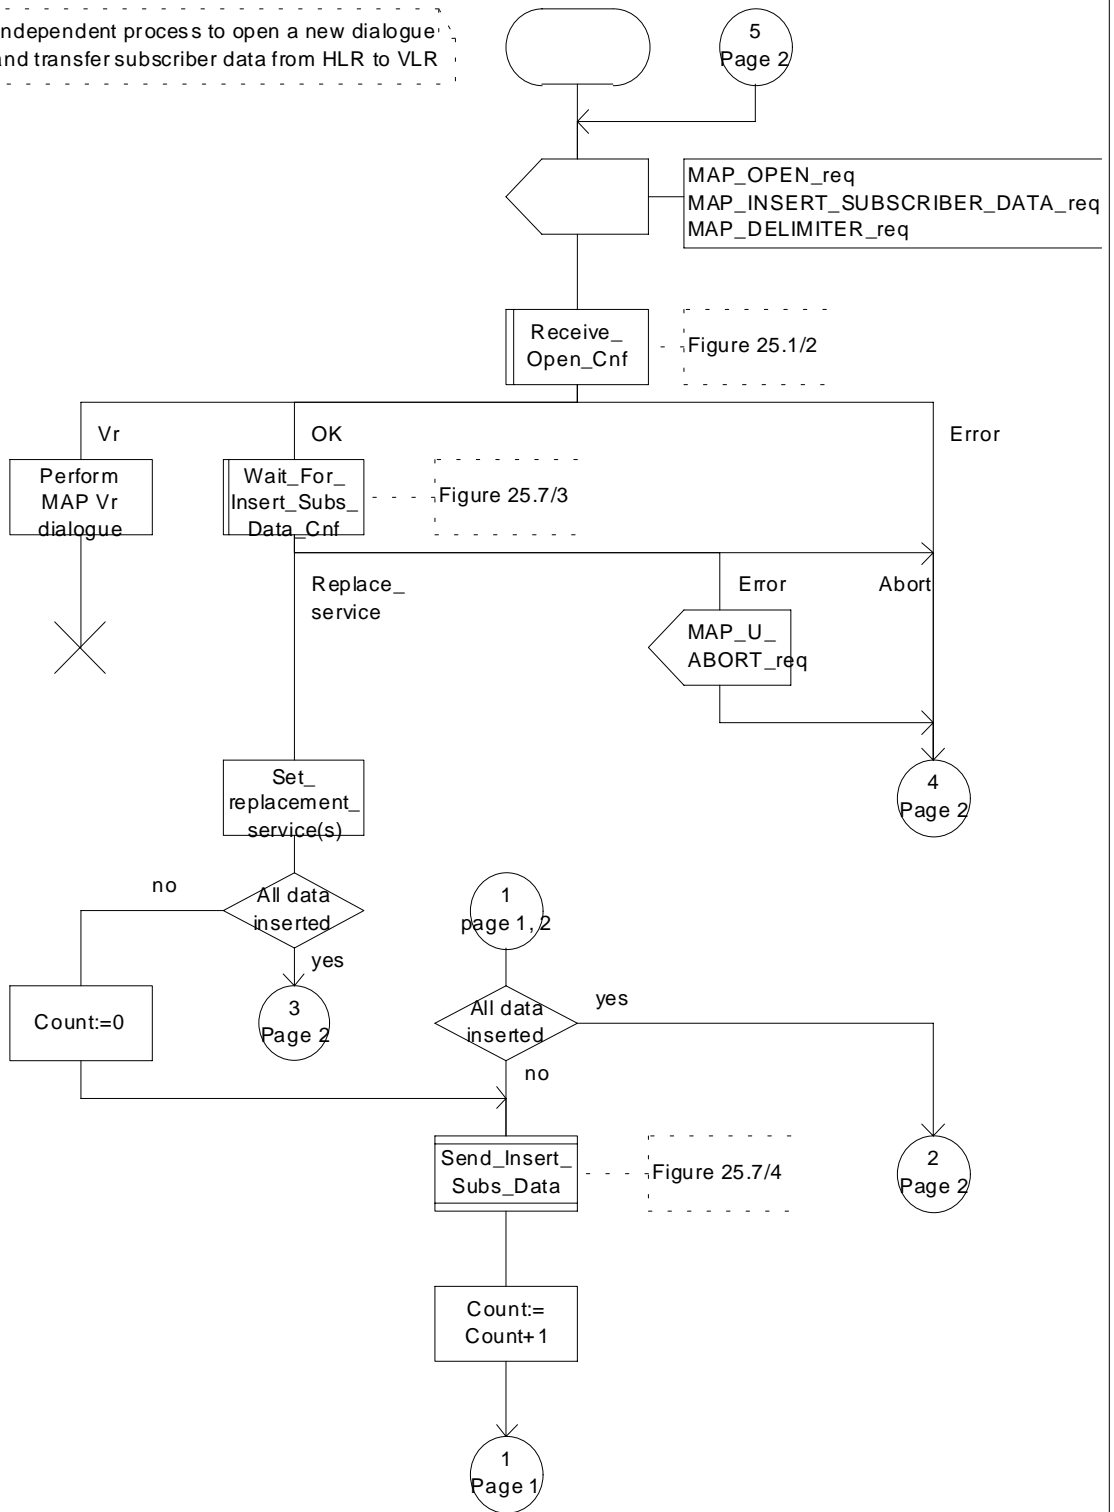 ndependent process to open a new dialogue
nd transfer subscriber data from HLR to VLR
5
Page 2
MAP_OPEN_req
MAP_INSERT_SUBSCRIBER_DATA_req
MAP_DELIMITER_req
Receive_
Open_Cnf
Figure 25.1/2
Vr
OK
Error
Perform
MAP Vr
dialogue
Wait_For_
Insert_Subs_
Data_Cnf
Figure 25.7/3
Replace_
service
Error
Abort
MAP_U_
ABORT_req
Set_
replacement_
service(s)
4
Page 2
no
All data
inserted
yes
1
page 1, 2
Count:=0
3
Page 2
All data
inserted
yes
no
Send_Insert_
Subs_Data
Figure 25.7/4
2
Page 2
Count:=
Count+1
1
Page 1